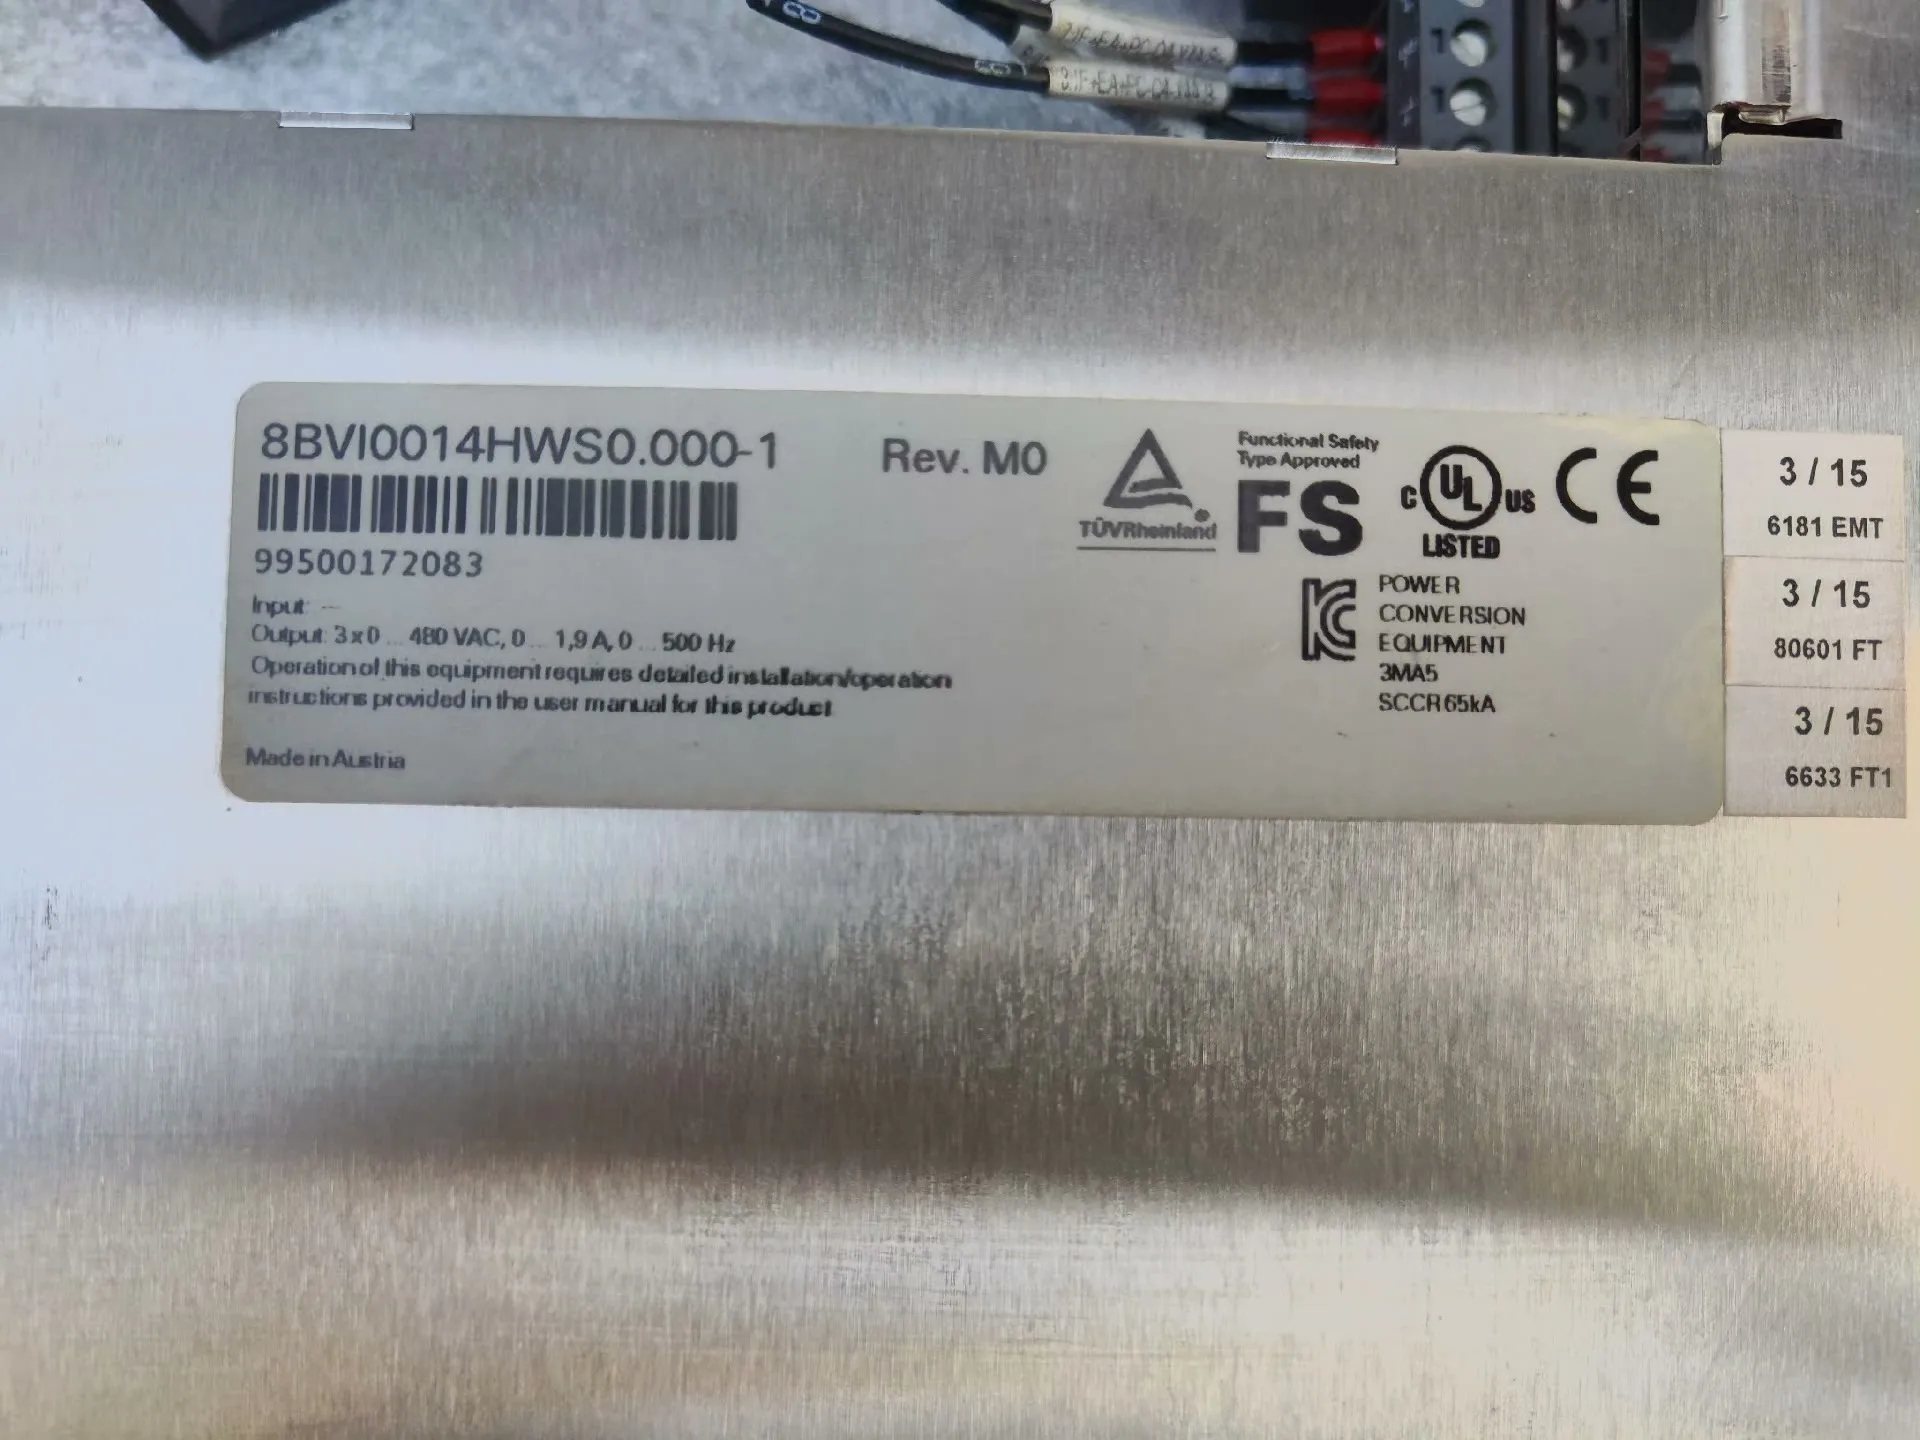 8BVI0014HWS0.000-1
Rev. M0
99500172083
Input: ---
Output: 3 x 0 ... 480 VAC, 0 ... 1,9 A, 0 ... 500 Hz
Operation of this equipment requires detailed installation/operation
instructions provided in the user manual for this product
Made in Austria
TÜVRheinland
Functional Safety
Type Approved
FS
C UL US
LISTED
CE
KC
POWER
CONVERSION
EQUIPMENT
3MA5
SCCR 65kA
3 / 15
6181 EMT
3 / 15
80601 FT
3 / 15
6633 FT1